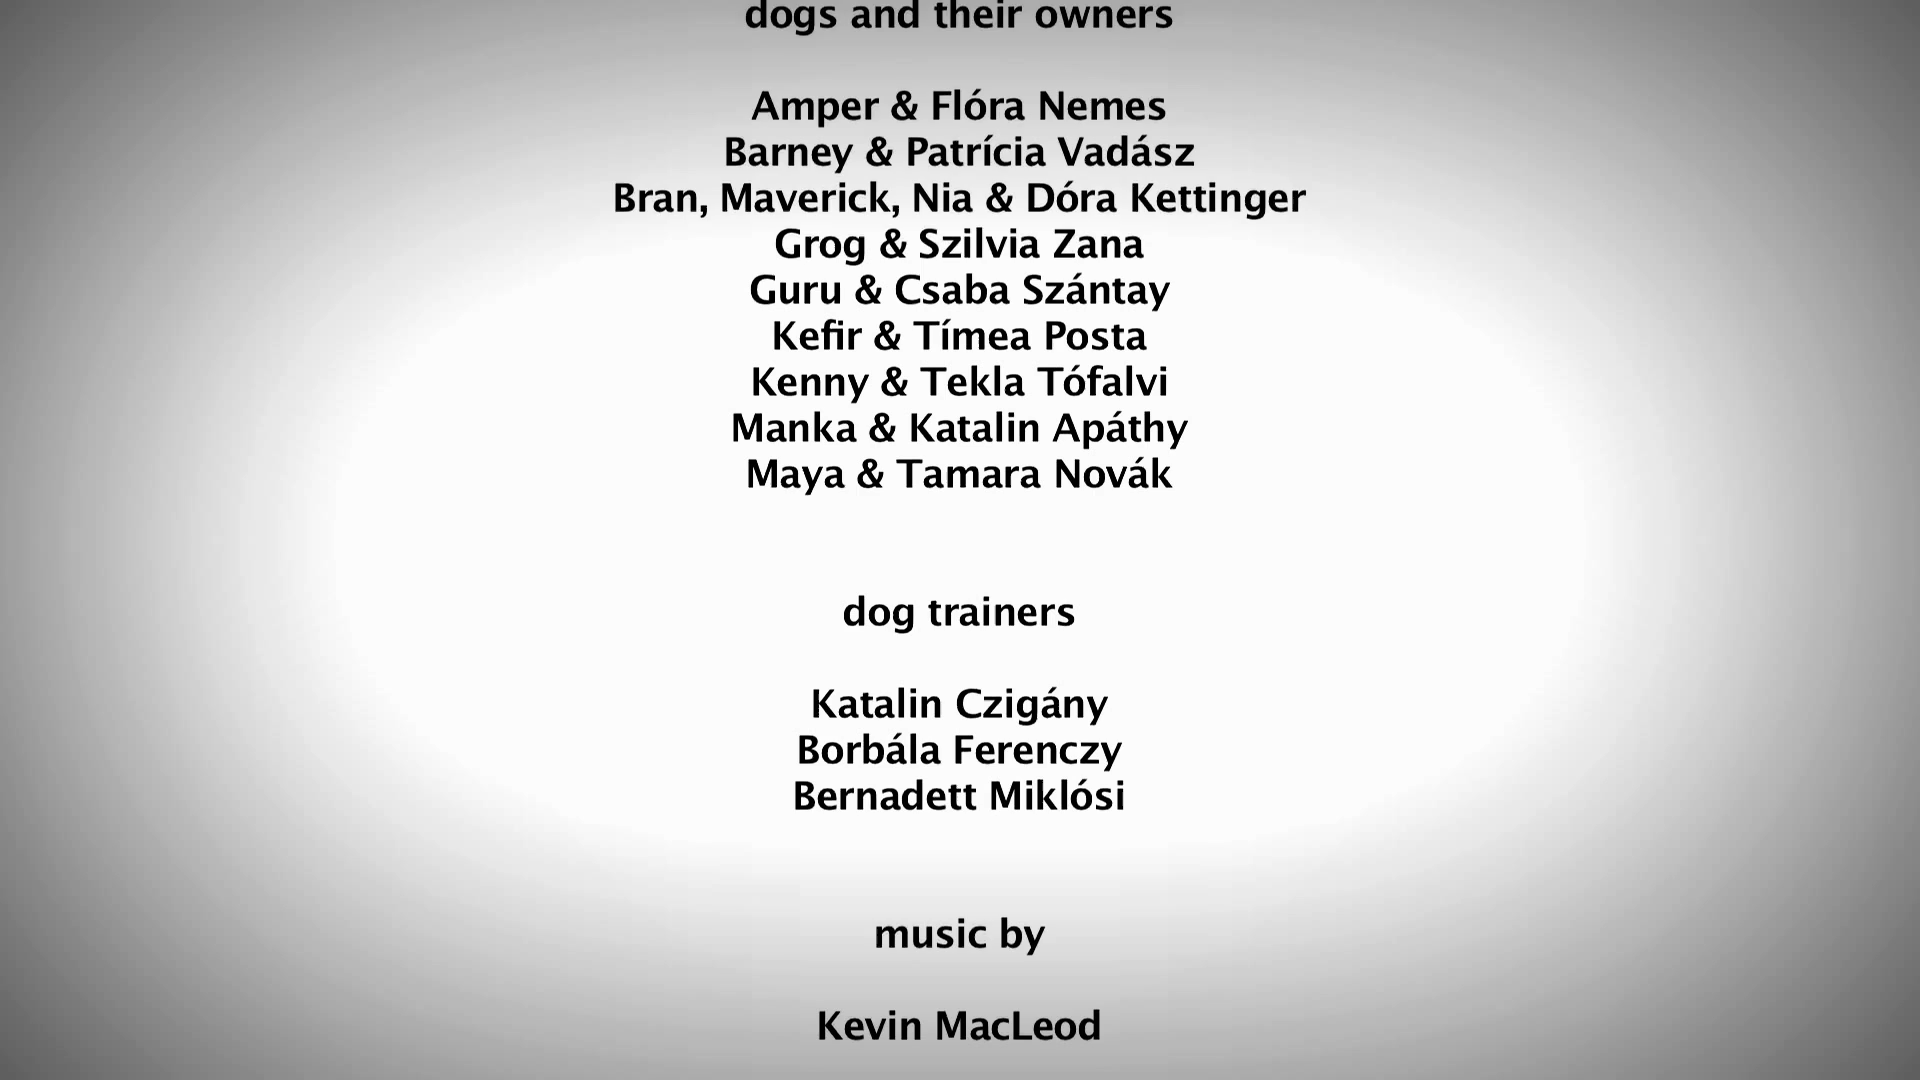 dogs and their owners
Amper & Flóra Nemes
Barney & Patrícia Vadász
Bran, Maverick, Nia & Dóra Kettinger
Grog & Szilvia Zana
Guru & Csaba Szántay
Kefir & Tímea Posta
Kenny & Tekla Tófalvi
Manka & Katalin Apáthy
Maya & Tamara Novák
dog trainers
Katalin Czigány
Borbála Ferenczy
Bernadett Miklósi
music by
Kevin MacLeod